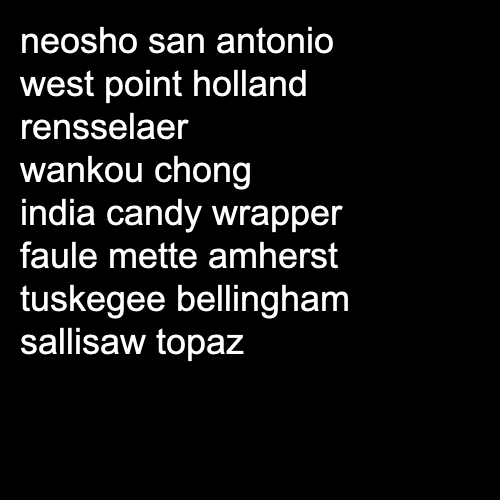 neosho san antonio
west point holland
rensselaer
wankou chong
india candy wrapper
faule mette amherst
tuskegee bellingham
sallisaw topaz